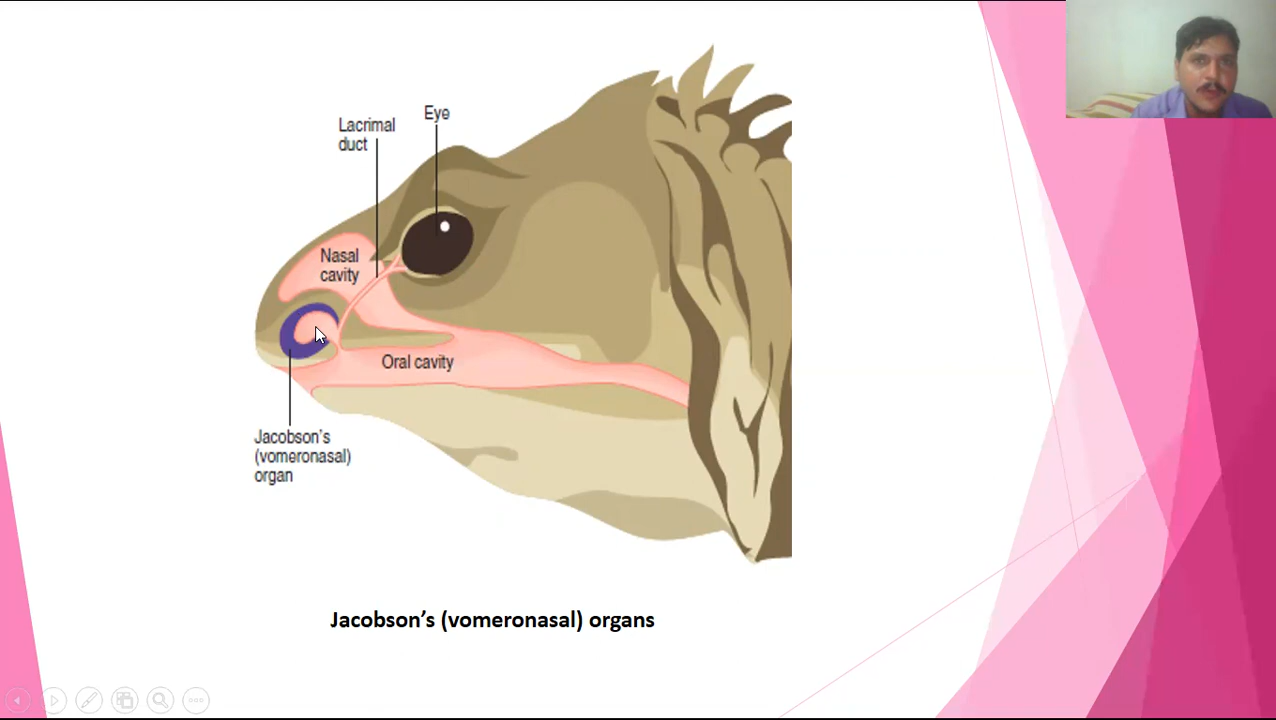 Eye
Lacrimal
duct
Nasal
cavity
Oral cavity
Jacobson's
(vomeronasal)
organ
Jacobson’s (vomeronasal) organs